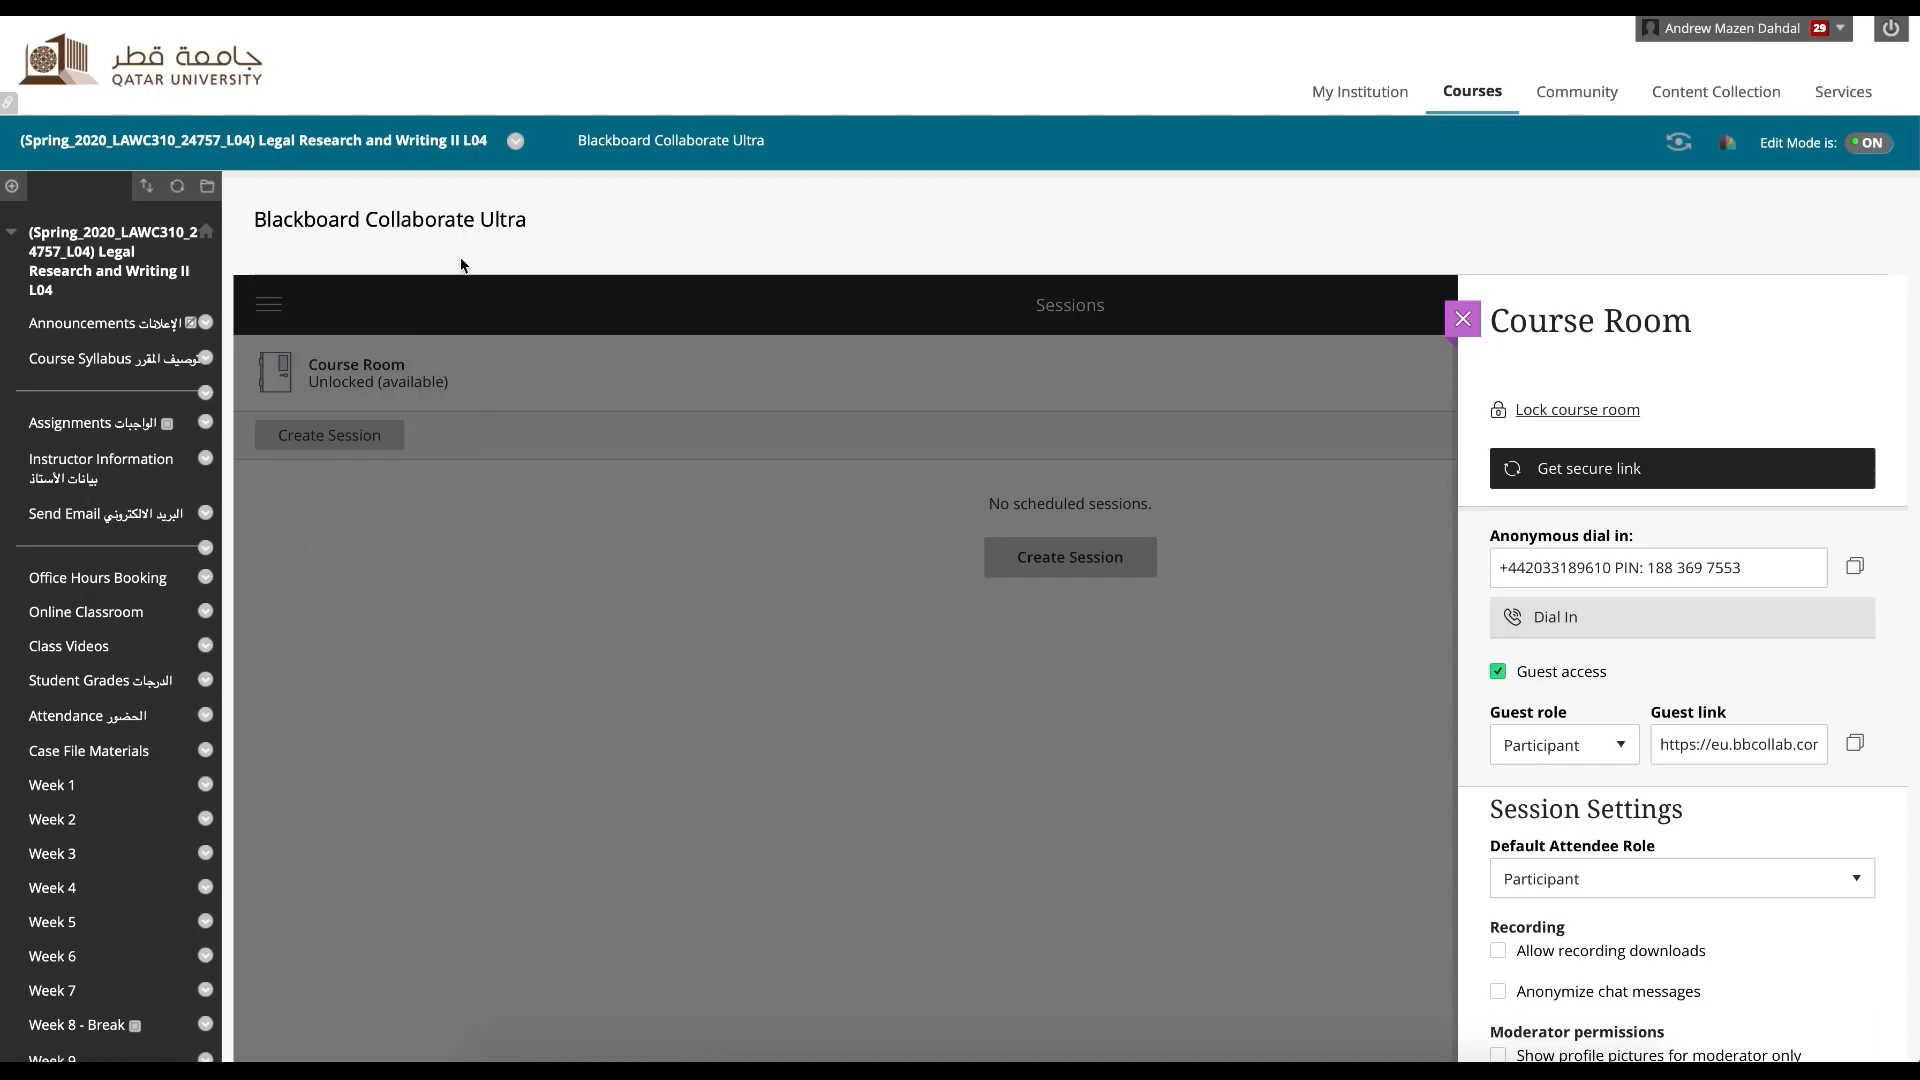 Andrew Mazen Dahdal 29
جامعة قطر
QATAR UNIVERSITY
My Institution Courses Community Content Collection Services
(Spring_2020_LAWC310_24757_L04) Legal Research and Writing II L04 Blackboard Collaborate Ultra Edit Mode is: ON
(Spring_2020_LAWC310_2
4757_L04) Legal
Research and Writing II
L04
Announcements الإعلانات
Course Syllabus توصيف المقرر
Assignments الواجبات
Instructor Information
بيانات الأستاذ
Send Email البريد الالكتروني
Office Hours Booking
Online Classroom
Class Videos
Student Grades الدرجات
Attendance الحضور
Case File Materials
Week 1
Week 2
Week 3
Week 4
Week 5
Week 6
Week 7
Week 8 - Break
Week 9
Blackboard Collaborate Ultra
Sessions
Course Room
Unlocked (available)
Create Session
No scheduled sessions.
Create Session
Course Room
Lock course room
Get secure link
Anonymous dial in:
+442033189610 PIN: 188 369 7553
Dial In
Guest access
Guest role Guest link
Participant https://eu.bbcollab.cor
Session Settings
Default Attendee Role
Participant
Recording
Allow recording downloads
Anonymize chat messages
Moderator permissions
Show profile pictures for moderator only